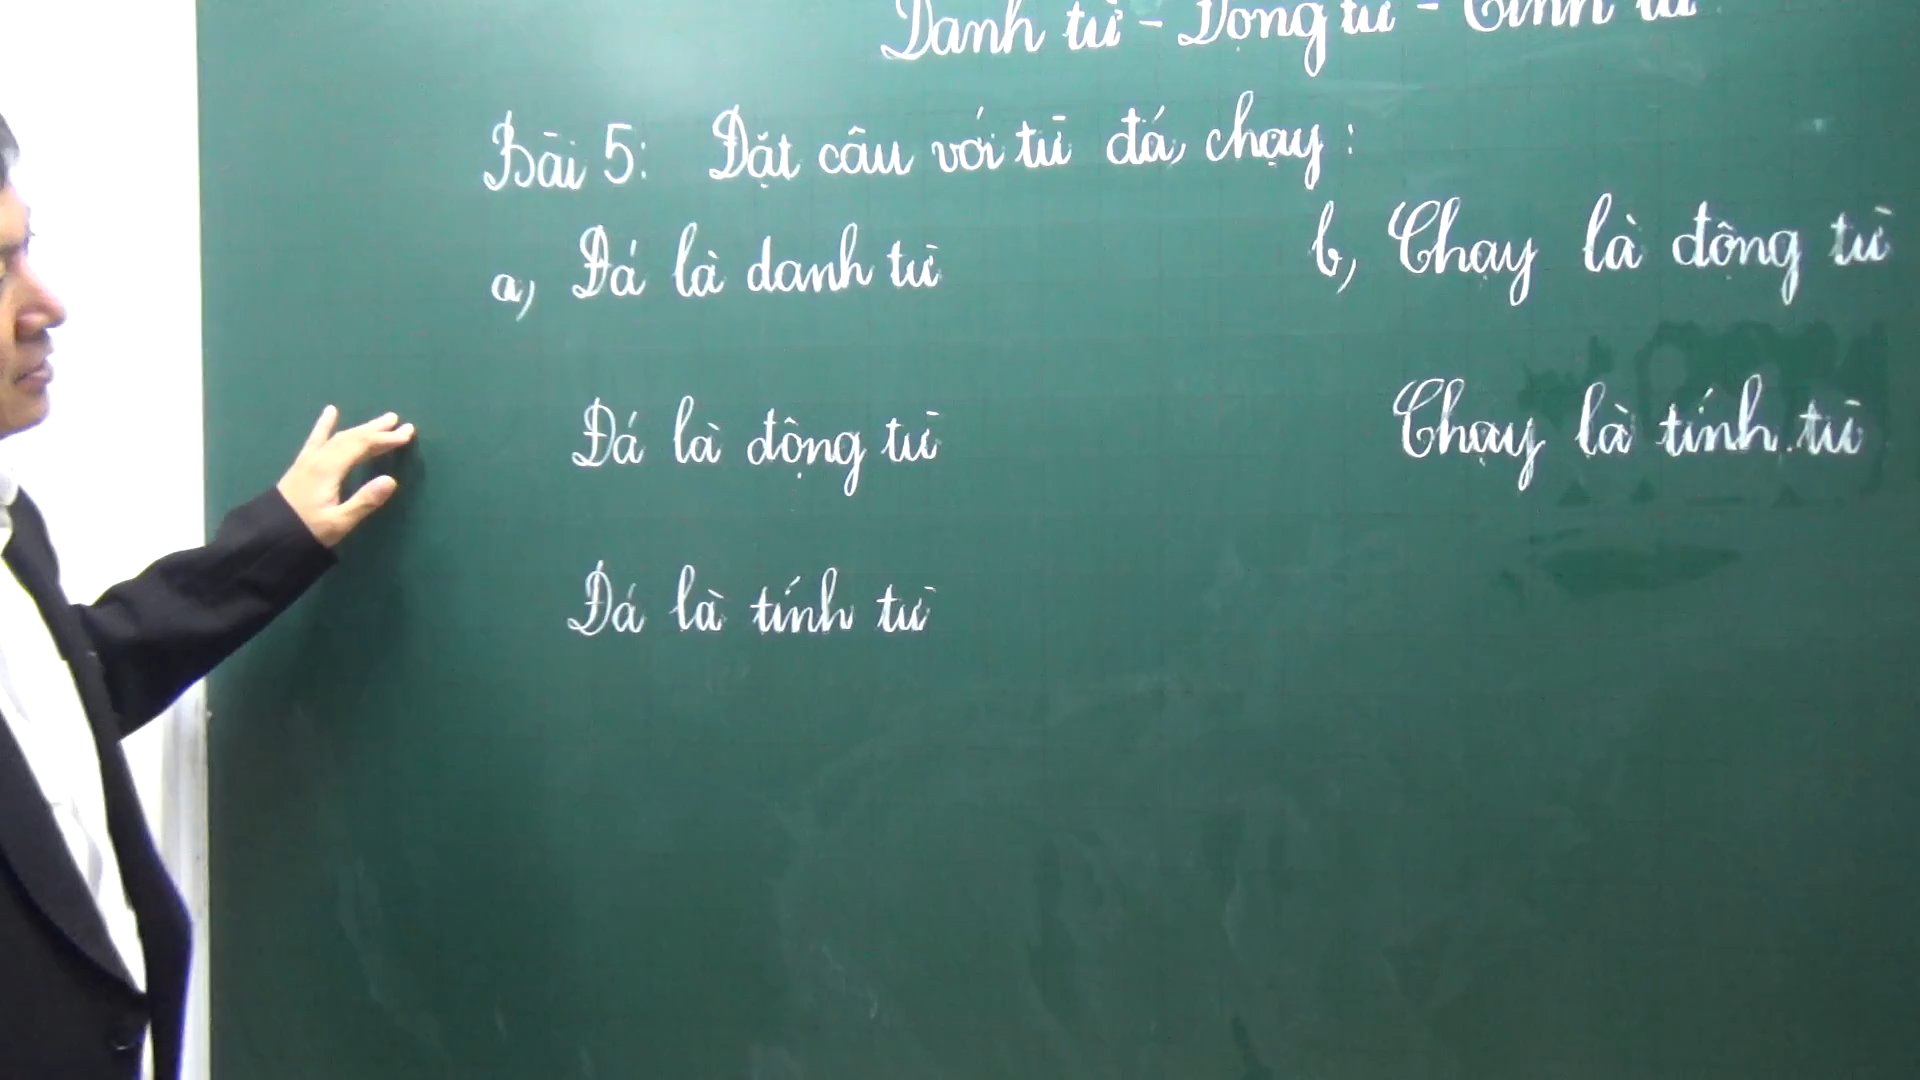 Danh từ - Động từ - Tính từ
Bài 5: Đặt câu với từ đá, chạy:
a, Đá là danh từ
Đá là động từ
Đá là tính từ
b, Chạy là động từ
Chạy là tính từ